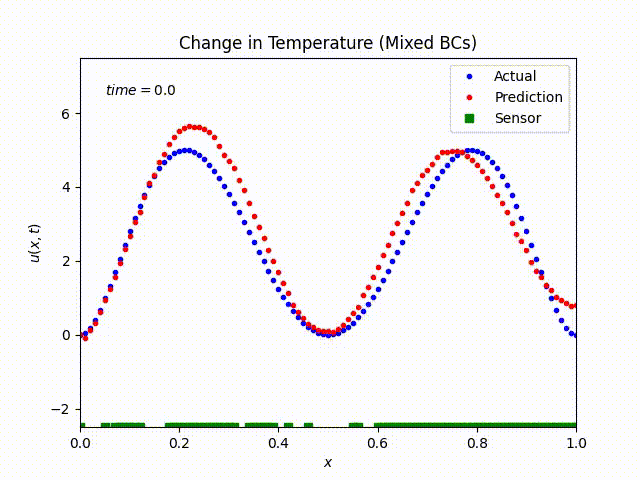 Change in Temperature (Mixed BCs)
time = 0.0
Actual
Prediction
Sensor
6
4
2
0
−2
u(x, t)
0.0 0.2 0.4 0.6 0.8 1.0
x